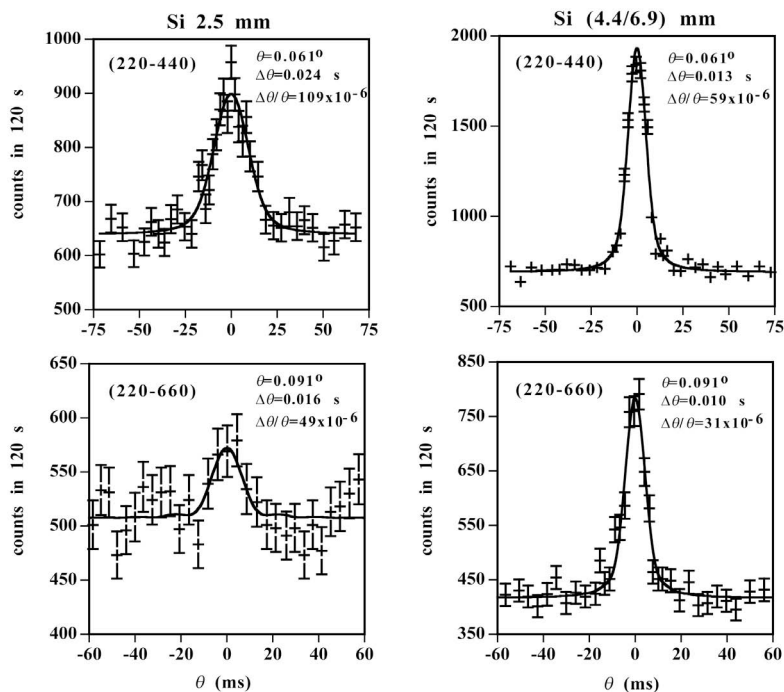 Si 2.5 mm
1000
900
800
700
600
500
counts in 120 s
(220-440)
θ=0.061º
Δθ=0.024 s
Δθ/θ=109x10-6
-75 -50 -25 0 25 50 75
Si (4.4/6.9) mm
2000
1500
1000
500
counts in 120 s
(220-440)
θ=0.061º
Δθ=0.013 s
Δθ/θ=59x10-6
-75 -50 -25 0 25 50 75
650
600
550
500
450
400
counts in 120 s
(220-660)
θ=0.091º
Δθ=0.016 s
Δθ/θ=49x10-6
-60 -40 -20 0 20 40 60
θ (ms)
850
750
650
550
450
350
counts in 120 s
(220-660)
θ=0.091º
Δθ=0.010 s
Δθ/θ=31x10-6
-60 -40 -20 0 20 40 60
θ (ms)